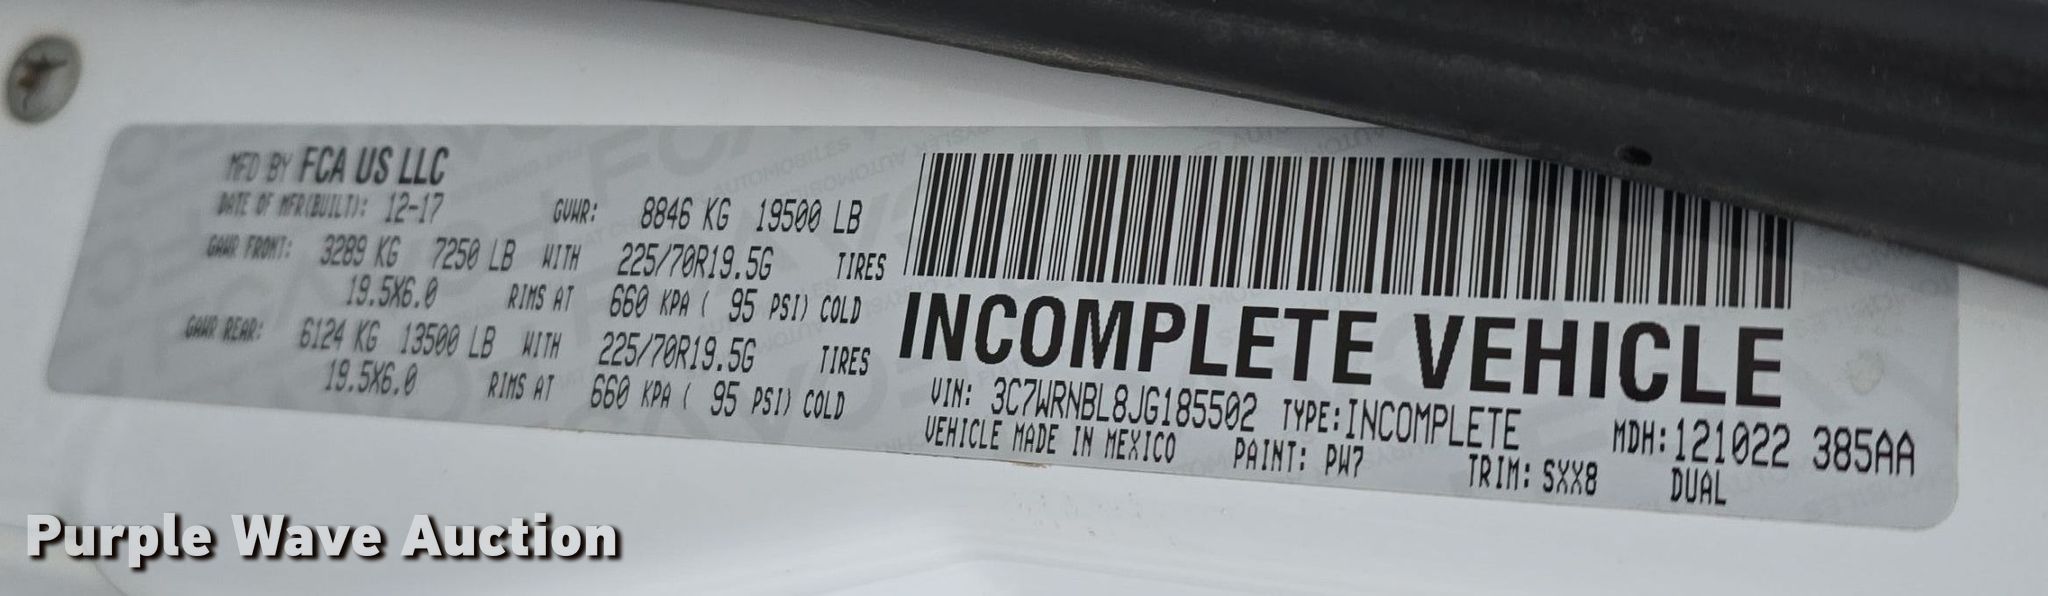 MFD BY FCA US LLC
DATE OF MFR(BUILT): 12-17 GVWR: 8846 KG 19500 LB
GAWR FRONT: 3289 KG 7250 LB WITH 225/70R19.5G TIRES
19.5X6.0 RIMS AT 660 KPA ( 95 PSI) COLD
GAWR REAR: 6124 KG 13500 LB WITH 225/70R19.5G TIRES
19.5X6.0 RIMS AT 660 KPA ( 95 PSI) COLD
INCOMPLETE VEHICLE
VIN: 3C7WRNBL8JG185502 TYPE:INCOMPLETE MDH:121022 385AA
VEHICLE MADE IN MEXICO PAINT: PW7 TRIM: SXX8 DUAL
Purple Wave Auction